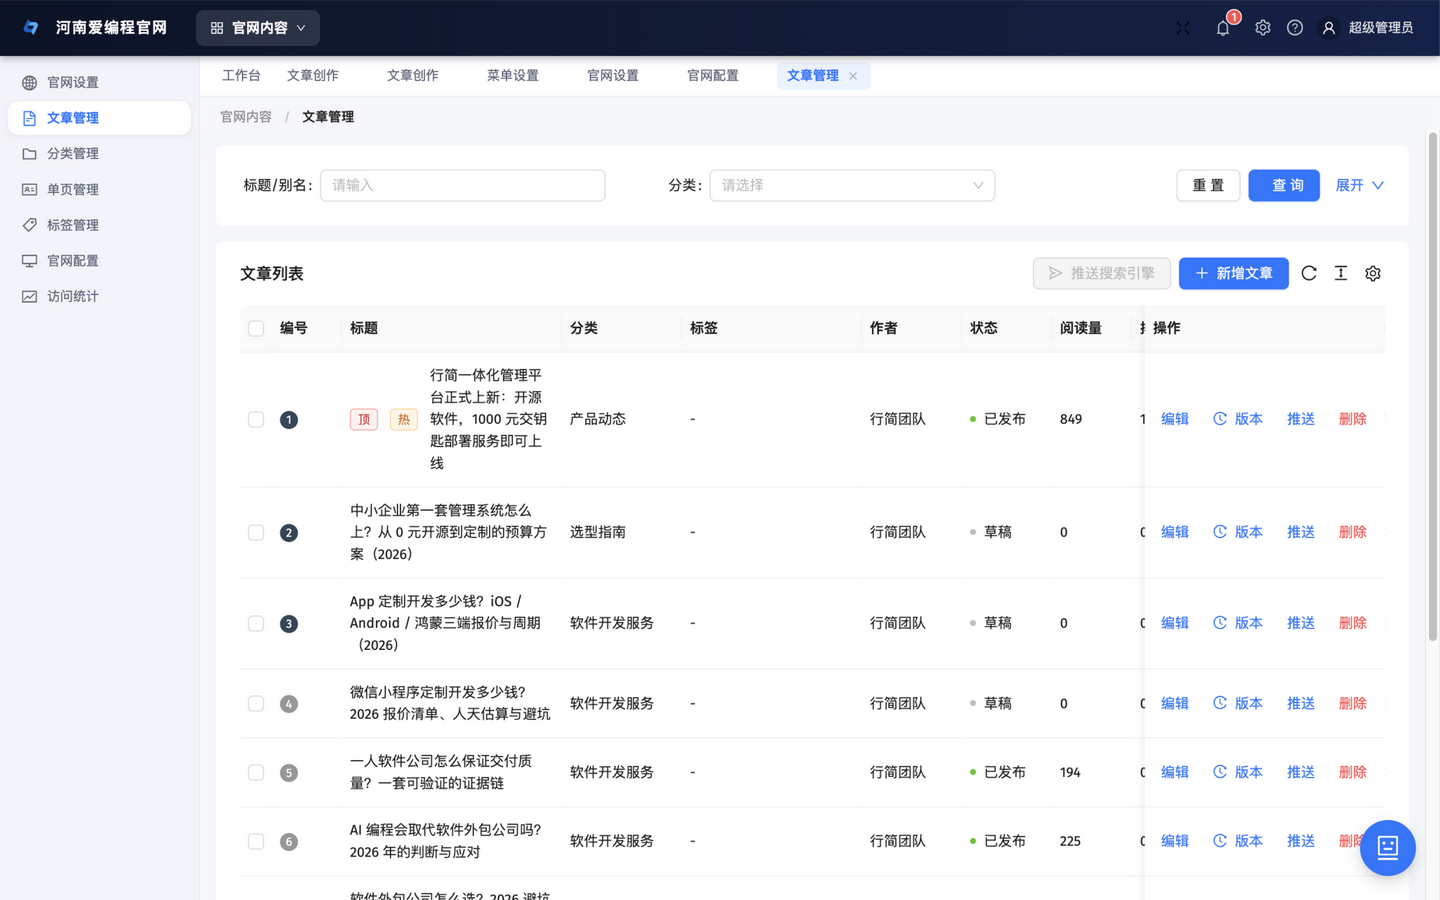 河南爱编程官网
官网内容
1
超级管理员
官网设置
文章管理
分类管理
单页管理
标签管理
官网配置
访问统计
工作台
文章创作
文章创作
菜单设置
官网设置
官网配置
文章管理
官网内容 / 文章管理
标题/别名：
请输入
分类：
请选择
重 置
查 询
展开
文章列表
推送搜索引擎
新增文章
编号 标题 分类 标签 作者 状态 阅读量 操作
1
顶 热
行简一体化管理平
台正式上新：开源
软件，1000 元交钥
匙部署服务即可上
线
产品动态 - 行简团队 已发布 849 1 编辑 版本 推送 删除
2
中小企业第一套管理系统怎么
上？从 0 元开源到定制的预算方
案（2026）
选型指南 - 行简团队 草稿 0 0 编辑 版本 推送 删除
3
App 定制开发多少钱？iOS /
Android / 鸿蒙三端报价与周期
（2026）
软件开发服务 - 行简团队 草稿 0 0 编辑 版本 推送 删除
4
微信小程序定制开发多少钱？
2026 报价清单、人天估算与避坑
软件开发服务 - 行简团队 草稿 0 0 编辑 版本 推送 删除
5
一人软件公司怎么保证交付质
量？一套可验证的证据链
软件开发服务 - 行简团队 已发布 194 0 编辑 版本 推送 删除
6
AI 编程会取代软件外包公司吗？
2026 年的判断与应对
软件开发服务 - 行简团队 已发布 225 0 编辑 版本 推送 删除
软件外包公司怎么选？2026 避坑